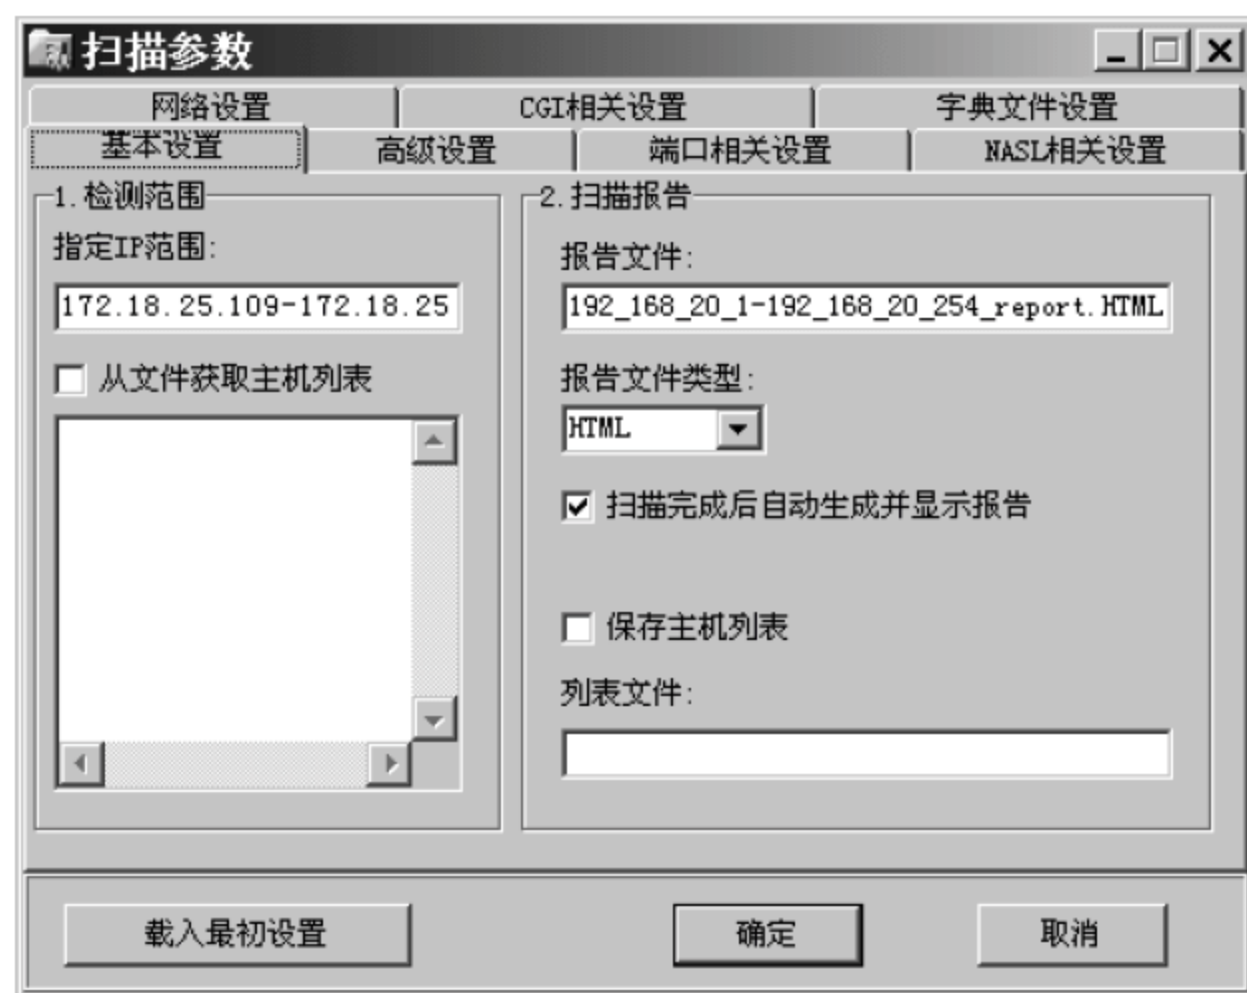 扫描参数
网络设置
CGI相关设置
字典文件设置
基本设置
高级设置
端口相关设置
NASL相关设置
1.检测范围
指定IP范围:
172.18.25.109-172.18.25
从文件获取主机列表
2.扫描报告
报告文件:
192_168_20_1-192_168_20_254_report.HTML
报告文件类型:
HTML
扫描完成后自动生成并显示报告
保存主机列表
列表文件:
载入最初设置
确定
取消